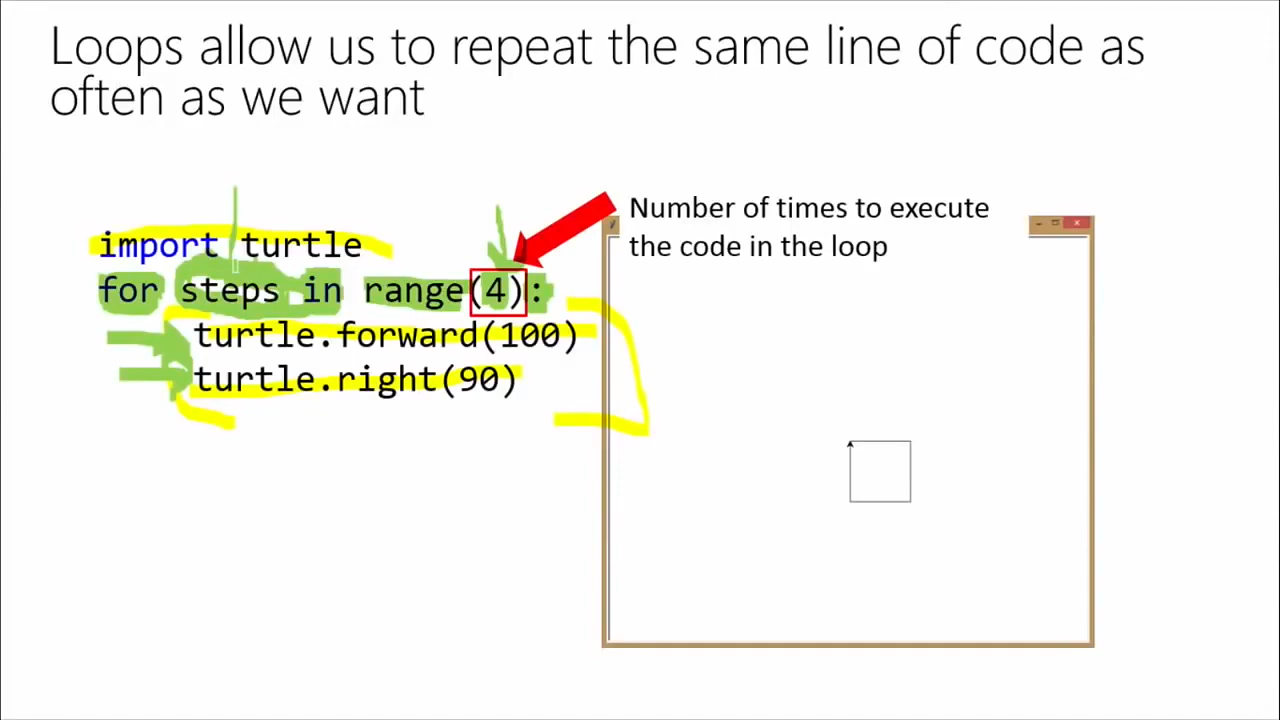 Loops allow us to repeat the same line of code as
often as we want
import turtle
for steps in range(4):
turtle.forward(100)
turtle.right(90)
Number of times to execute
the code in the loop